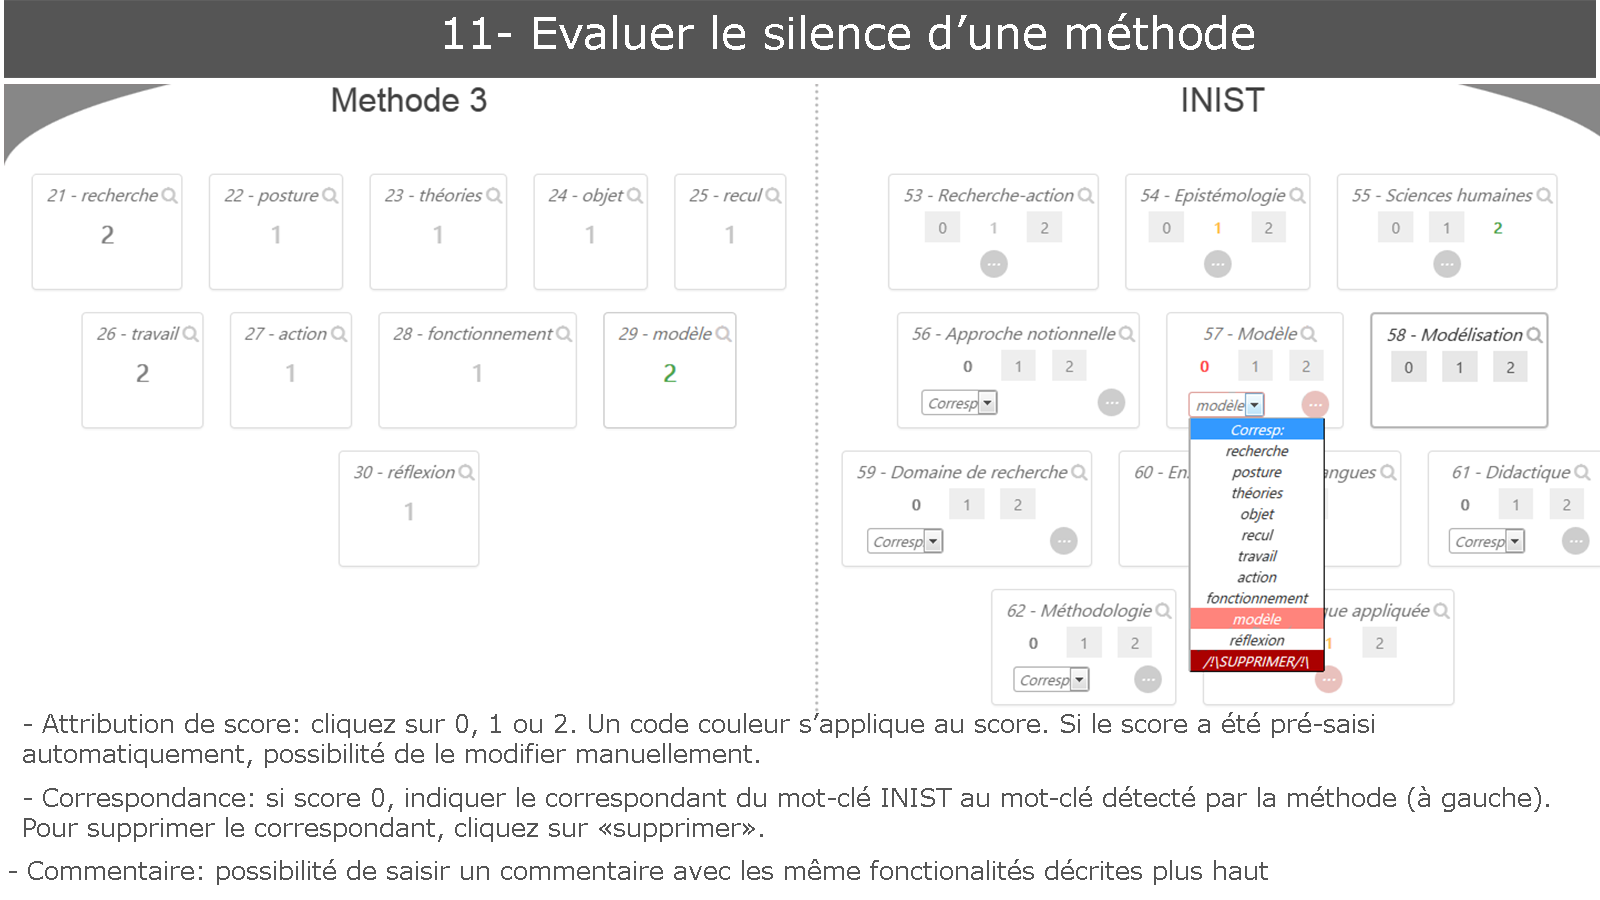 11- Evaluer le silence d’une méthode
Methode 3
21 - recherche
2
22 - posture
1
23 - théories
1
24 - objet
1
25 - recul
1
26 - travail
2
27 - action
1
28 - fonctionnement
1
29 - modèle
2
30 - réflexion
1
INIST
53 - Recherche-action
0 1 2
...
54 - Epistémologie
0 1 2
...
55 - Sciences humaines
0 1 2
...
56 - Approche notionnelle
0 1 2
Corresp ...
57 - Modèle
0 1 2
modèle ...
58 - Modélisation
0 1 2
Corresp:
recherche
posture
théories
objet
recul
travail
action
fonctionnement
modèle
réflexion
/!\SUPPRIMER/!\
59 - Domaine de recherche
0 1 2
Corresp ...
60 - En angues
61 - Didactique
0 1 2
Corresp ...
62 - Méthodologie
0 1 2
Corresp ...
que appliquée
1 2
...
- Attribution de score: cliquez sur 0, 1 ou 2. Un code couleur s’applique au score. Si le score a été pré-saisi
automatiquement, possibilité de le modifier manuellement.
- Correspondance: si score 0, indiquer le correspondant du mot-clé INIST au mot-clé détecté par la méthode (à gauche).
Pour supprimer le correspondant, cliquez sur «supprimer».
- Commentaire: possibilité de saisir un commentaire avec les même fonctionalités décrites plus haut